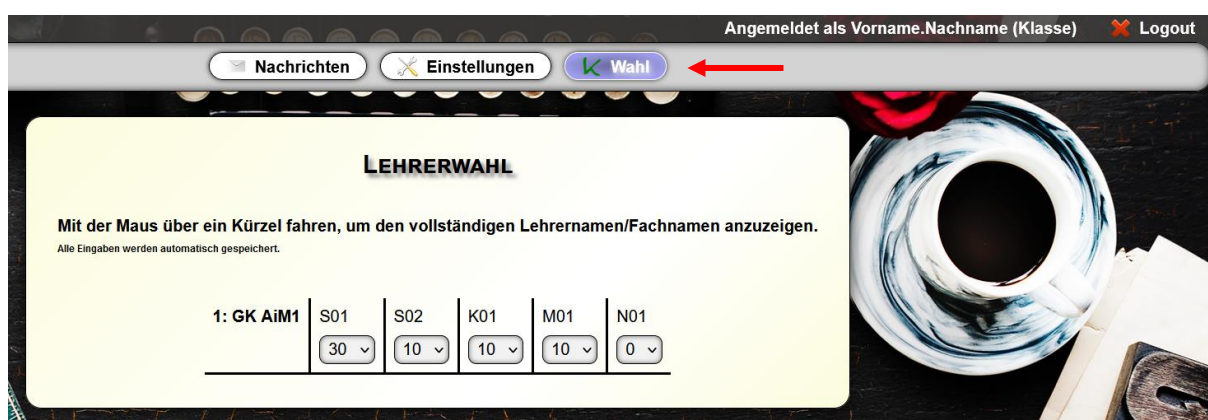 Angemeldet als Vorname.Nachname (Klasse) Logout
Nachrichten Einstellungen Wahl
LEHRERWAHL
Mit der Maus über ein Kürzel fahren, um den vollständigen Lehrernamen/Fachnamen anzuzeigen.
Alle Eingaben werden automatisch gespeichert.
1: GK AiM1 S01 S02 K01 M01 N01
30 10 10 10 0